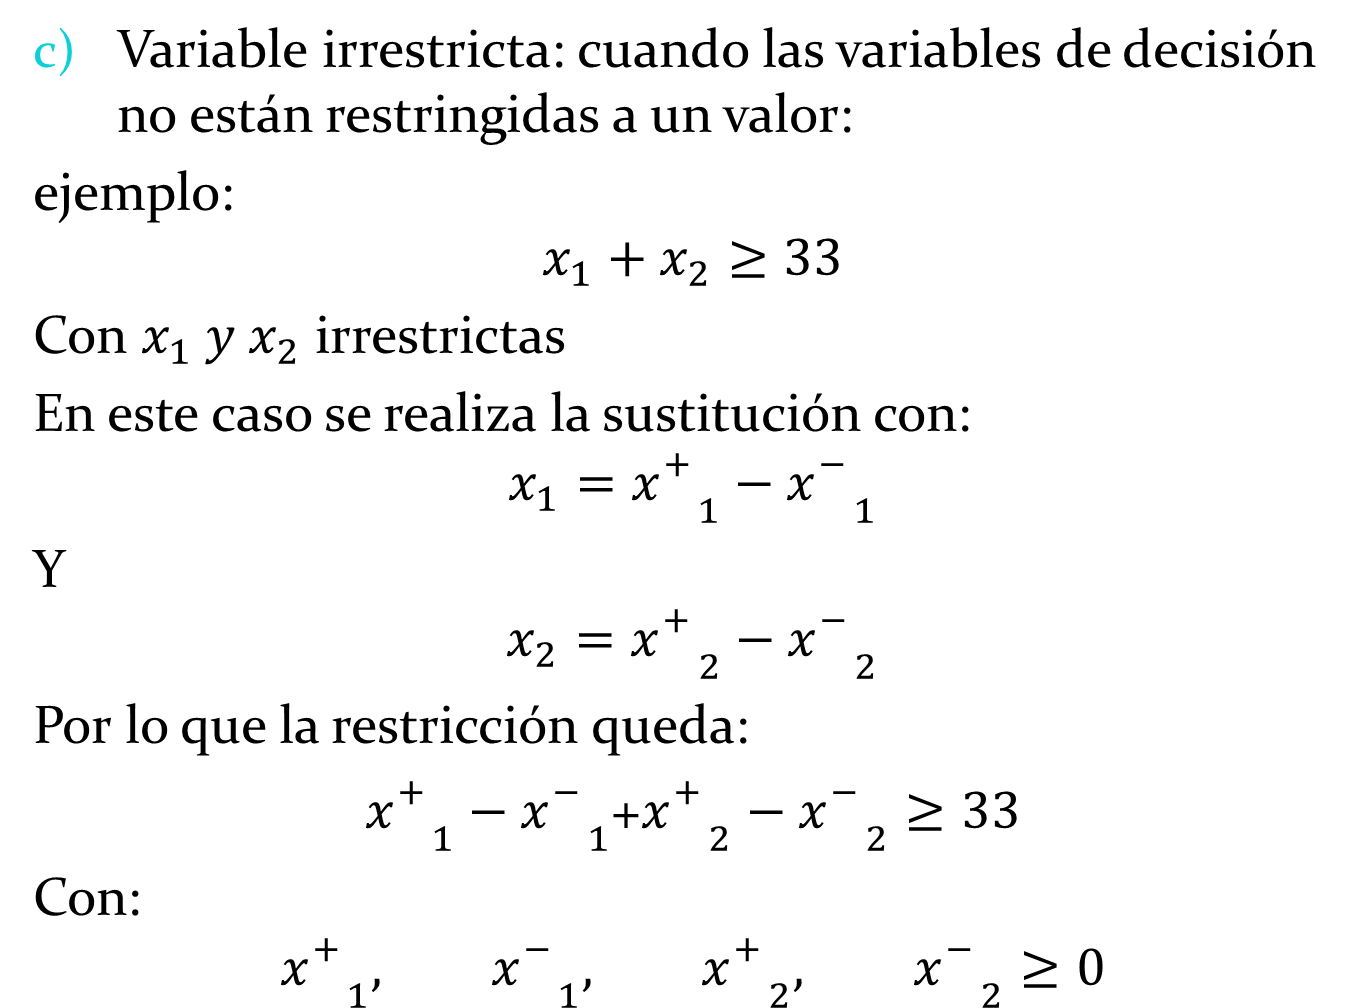 c) Variable irrestricta: cuando las variables de decisión
no están restringidas a un valor:
ejemplo:
x₁ + x₂ ≥ 33
Con x₁ y x₂ irrestrictas
En este caso se realiza la sustitución con:
x₁ = x⁺₁ − x⁻₁
Y
x₂ = x⁺₂ − x⁻₂
Por lo que la restricción queda:
x⁺₁ − x⁻₁+x⁺₂ − x⁻₂ ≥ 33
Con:
x⁺₁, x⁻₁, x⁺₂, x⁻₂ ≥ 0